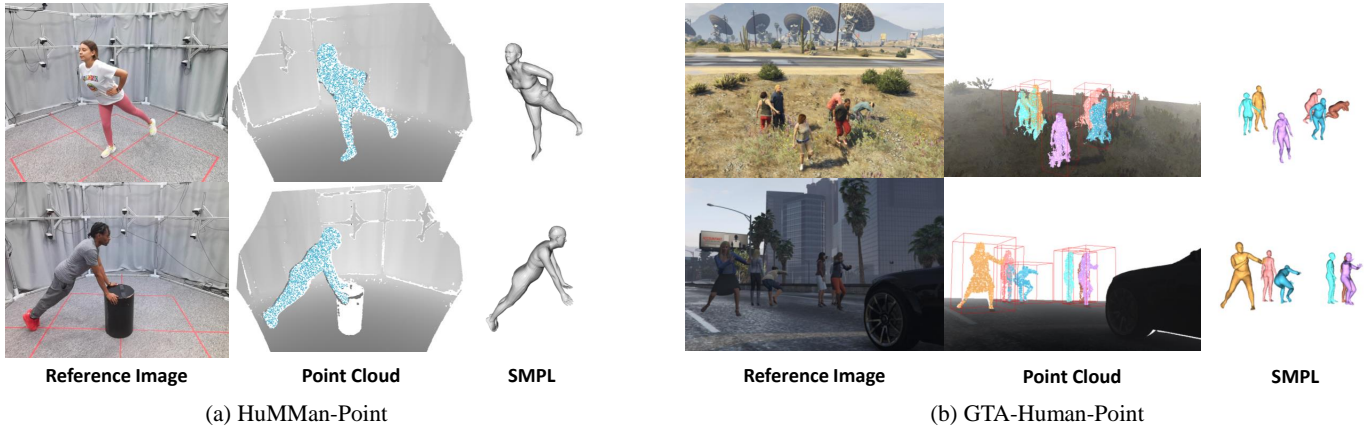 Reference Image
Point Cloud
SMPL
(a) HuMMan-Point
Reference Image
Point Cloud
SMPL
(b) GTA-Human-Point